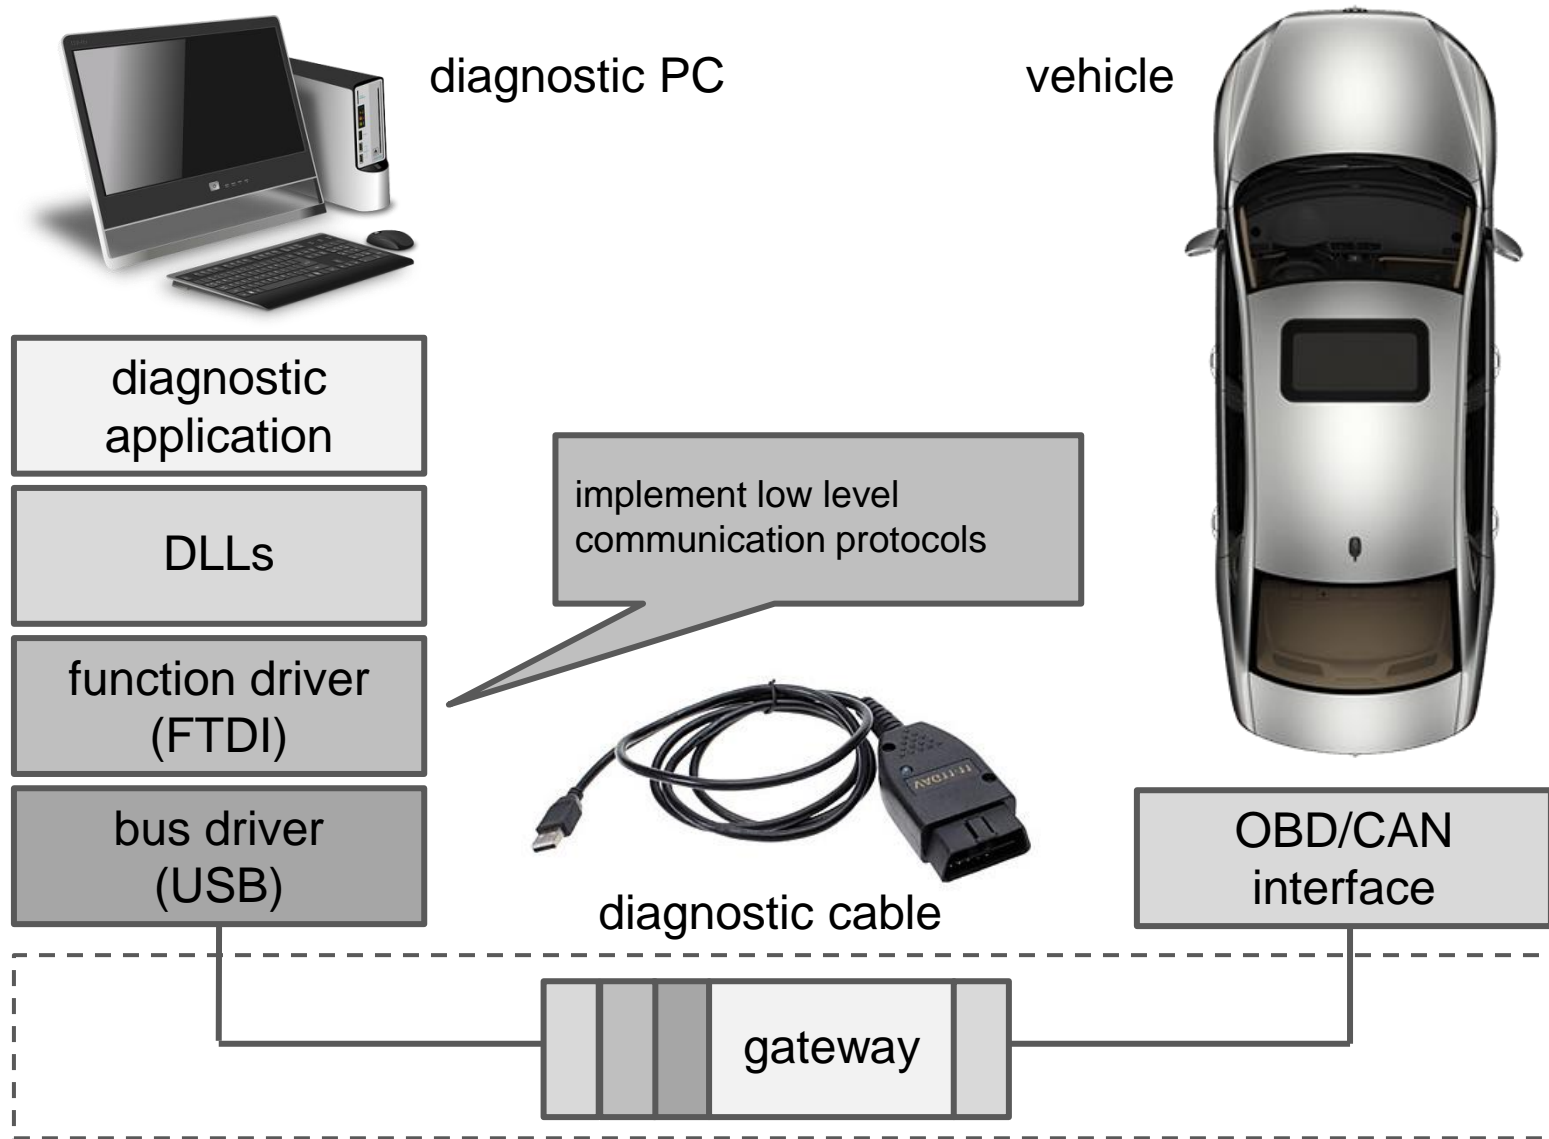 diagnostic PC
vehicle
diagnostic
application
DLLs
implement low level
communication protocols
function driver
(FTDI)
bus driver
(USB)
diagnostic cable
OBD/CAN
interface
gateway